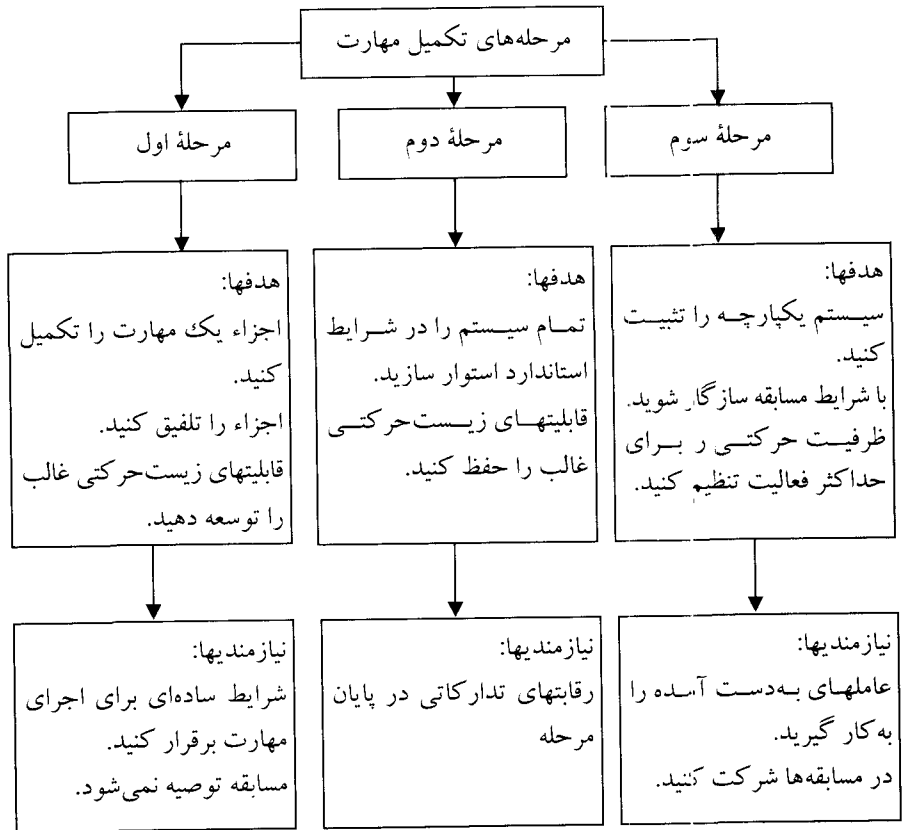 مرحله‌های تکمیل مهارت
مرحلهٔ اول
مرحلهٔ دوم
مرحلهٔ سوم
هدفها:
اجزاء یک مهارت را تکمیل
کنید.
اجزاء را تلفیق کنید.
قابلیتهای زیست‌حرکتی غالب
را توسعه دهید.
هدفها:
تمام سیستم را در شرایط
استاندارد استوار سازید.
قابلیتهای زیست‌حرکتی
غالب را حفظ کنید.
هدفها:
سیستم یکپارچه را تثبیت
کنید.
با شرایط مسابقه سازگار شوید.
ظرفیت حرکتی ر برای
حداکثر فعالیت تنظیم کنید.
نیازمندیها:
شرایط ساده‌ای برای اجرای
مهارت برقرار کنید.
مسابقه توصیه نمی‌شود.
نیازمندیها:
رقابتهای تدارکاتی در پایان
مرحله
نیازمندیها:
عاملهای به‌دست آمده را
به‌کار گیرید.
در مسابقه‌ها شرکت کنید.